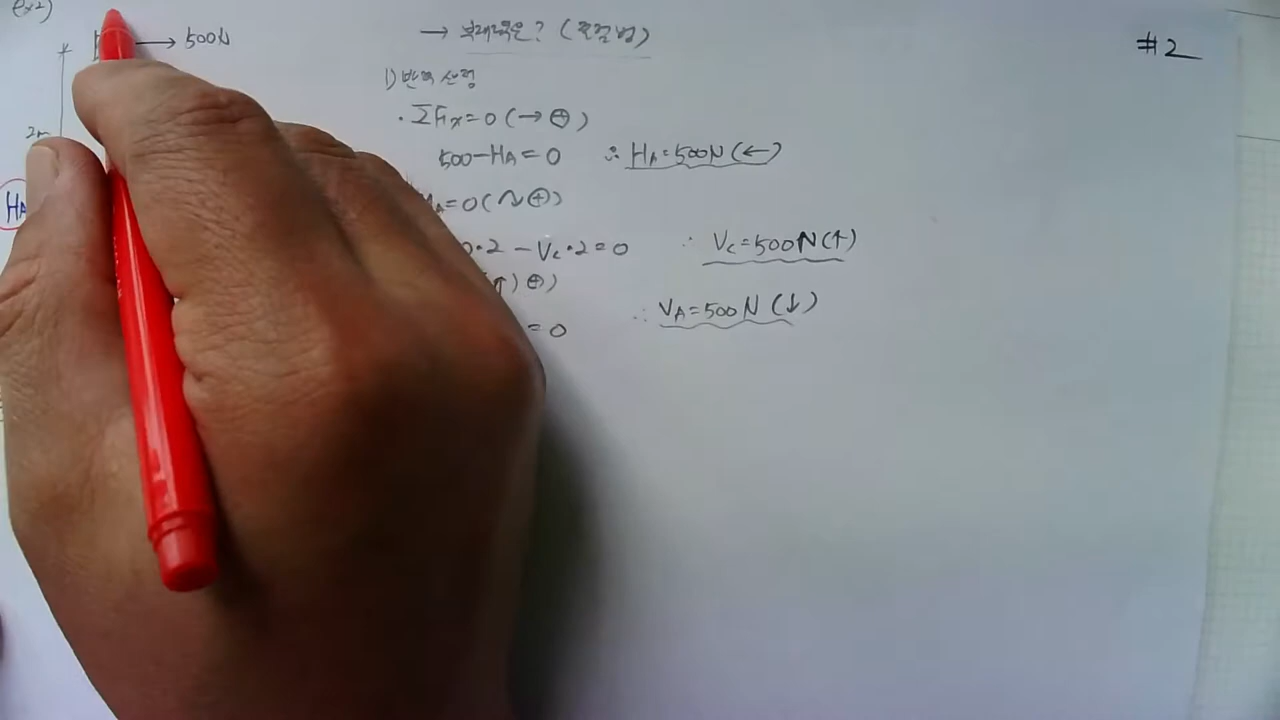 ex2)
→ 부재력은? (절점법)
#2
→ 500N
1) 반력 산정
2m
· ΣFx=0 (→ ⊕)
500-HA=0 ∴ HA=500N (←)
HA
=0 (↷⊕)
·2 - Vc·2=0 ∴ Vc=500N(↑)
↑) ⊕)
=0 ∴ VA=500N (↓)